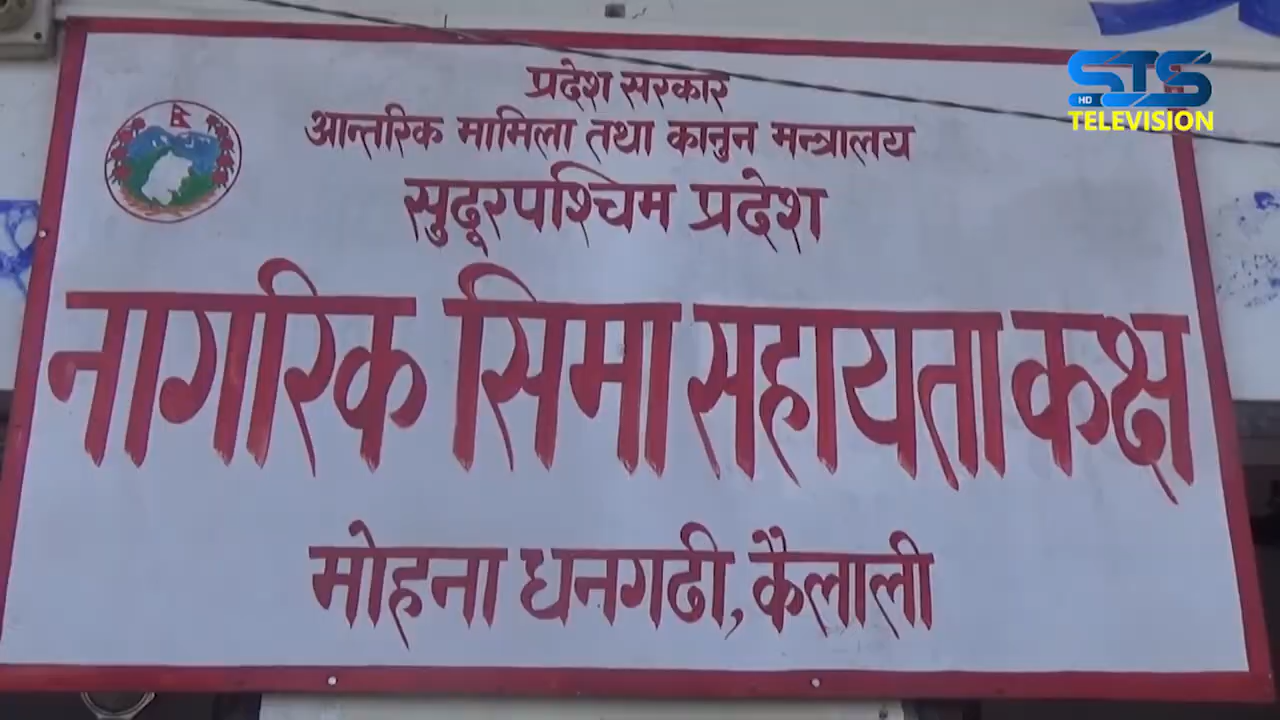 प्रदेश सरकार
आन्तरिक मामिला तथा कानुन मन्त्रालय
सुदूरपश्चिम प्रदेश
नागरिक सिमा सहायता कक्ष
मोहना धनगढी, कैलाली
STS
HD
TELEVISION